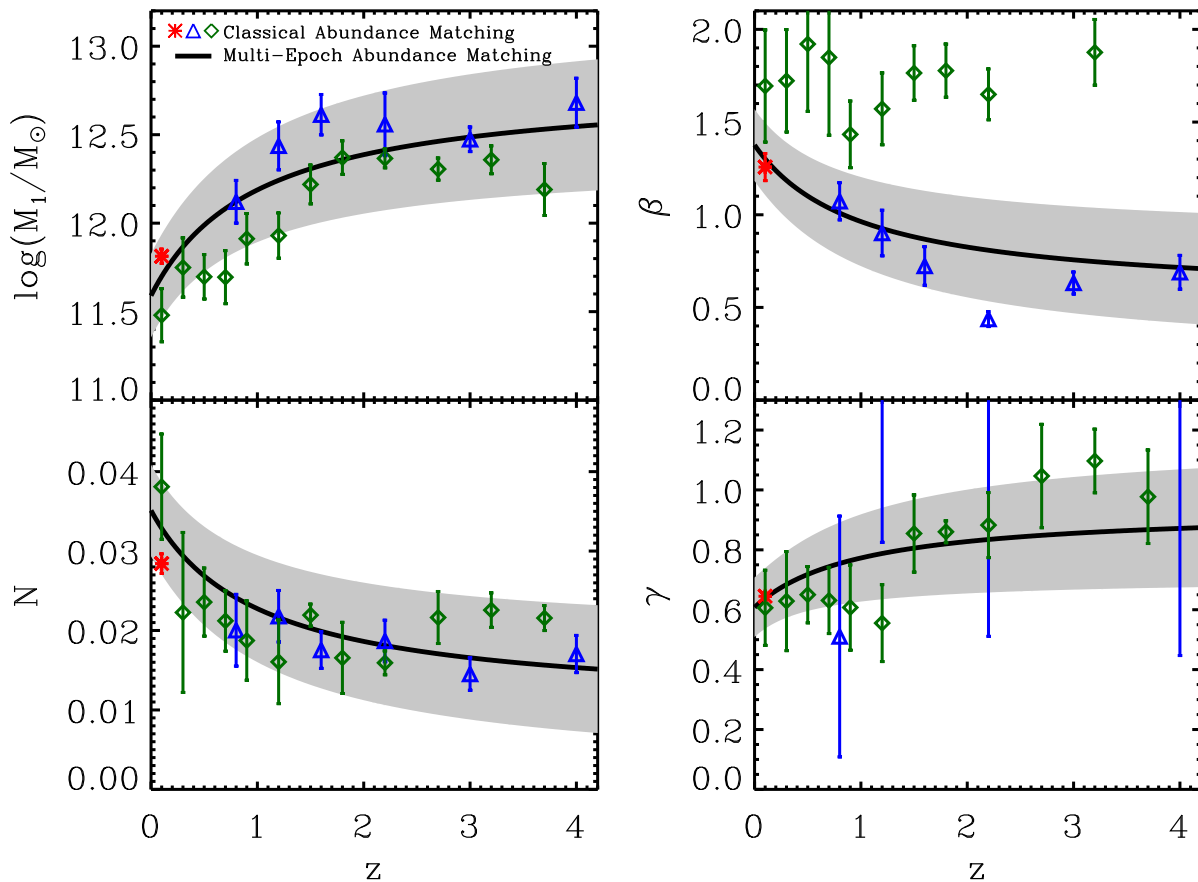 Classical Abundance Matching
Multi-Epoch Abundance Matching
log(M₁/M⊙)
13.0
12.5
12.0
11.5
11.0
β
2.0
1.5
1.0
0.5
0.0
N
0.04
0.03
0.02
0.01
0.00
γ
1.2
1.0
0.8
0.6
0.4
0.2
0.0
0 1 2 3 4
z
0 1 2 3 4
z